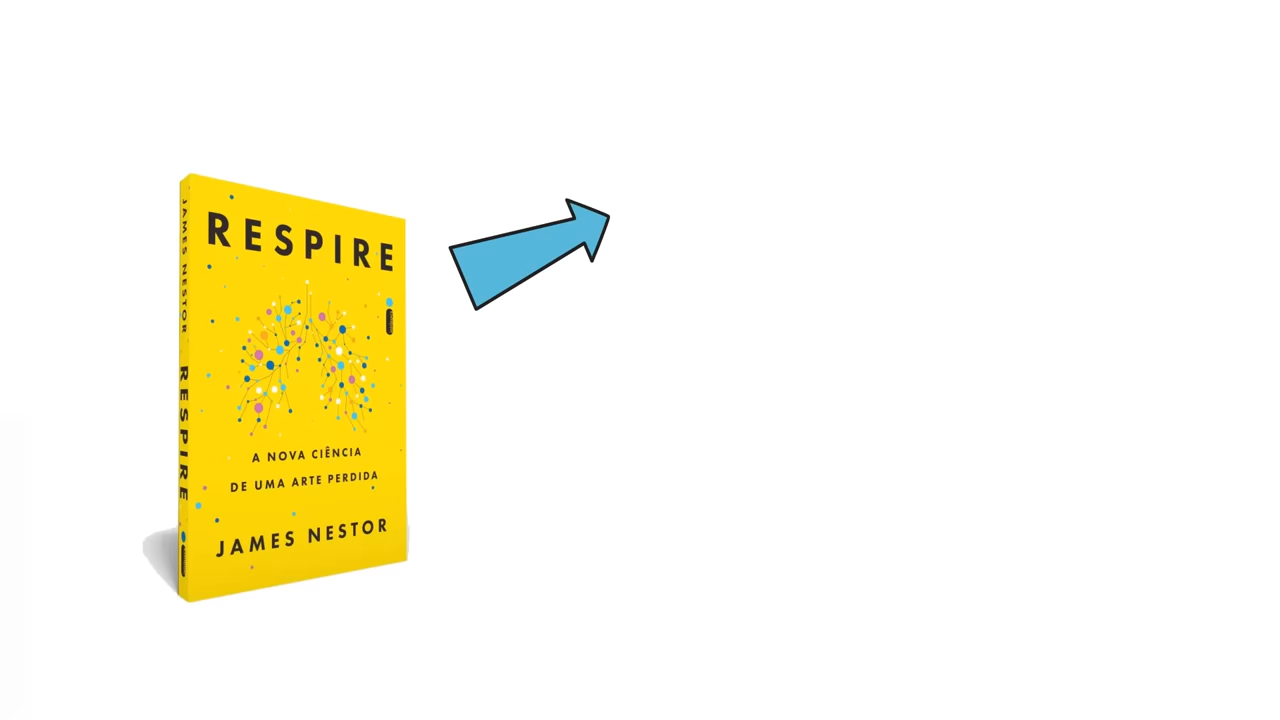 JAMES NESTOR
RESPIRE
RESPIRE
A NOVA CIÊNCIA
DE UMA ARTE PERDIDA
JAMES NESTOR